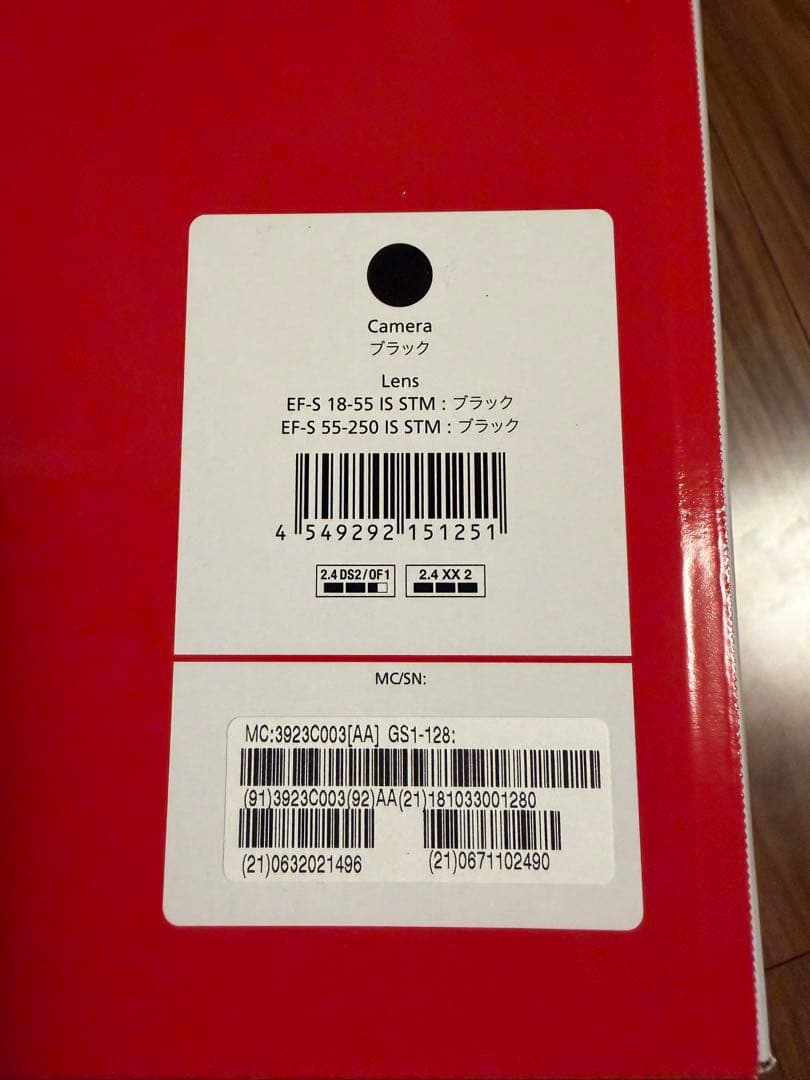 Camera
ブラック
Lens
EF-S 18-55 IS STM : ブラック
EF-S 55-250 IS STM : ブラック
4 549292 151251
2.4 DS2/OF1
2.4 XX 2
MC/SN:
MC:3923C003[AA] GS1-128:
(91)3923C003(92)AA(21)181033001280
(21)0632021496
(21)0671102490